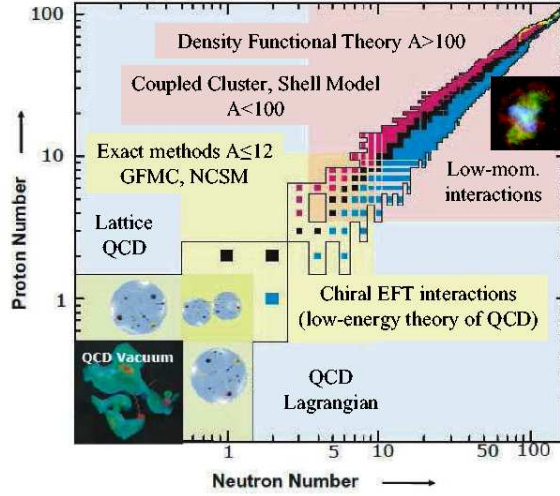 100
Density Functional Theory A>100
Coupled Cluster, Shell Model
A<100
Exact methods A≤12
GFMC, NCSM
10
Low-mom.
interactions
Lattice
QCD
Proton Number
1
Chiral EFT interactions
(low-energy theory of QCD)
QCD Vacuum
QCD
Lagrangian
1
5
10
50
100
Neutron Number